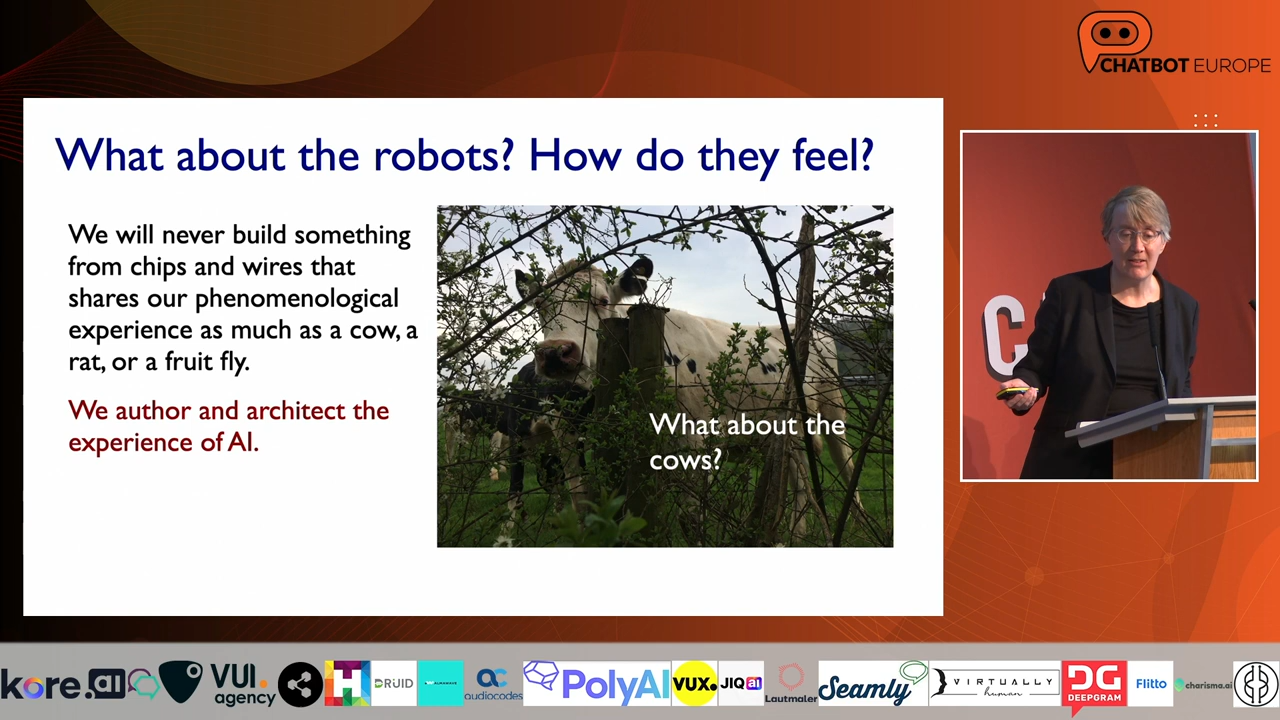 CHATBOT EUROPE
What about the robots? How do they feel?
We will never build something
from chips and wires that
shares our phenomenological
experience as much as a cow, a
rat, or a fruit fly.
We author and architect the
experience of AI.
What about the
cows?
C
kore.ai
VUI.
agency
H
DRUID
audiocodes
PolyAI
VUX.
JIQ ai
Lautmaler
Seamly
VIRTUALLY
human
DG
DEEPGRAM
Flitto
charisma.ai